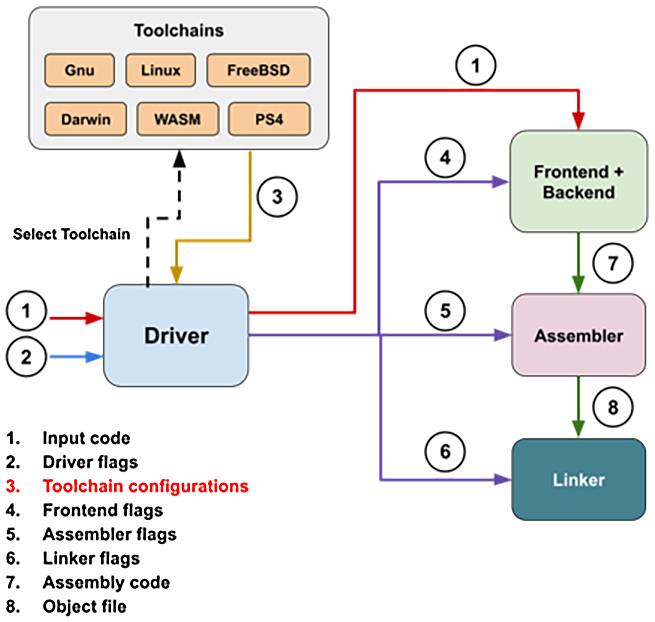 Toolchains
Gnu
Linux
FreeBSD
Darwin
WASM
PS4
1
4
Frontend +
Backend
3
Select Toolchain
7
1
2
Driver
5
Assembler
8
6
Linker
1. Input code
2. Driver flags
3. Toolchain configurations
4. Frontend flags
5. Assembler flags
6. Linker flags
7. Assembly code
8. Object file